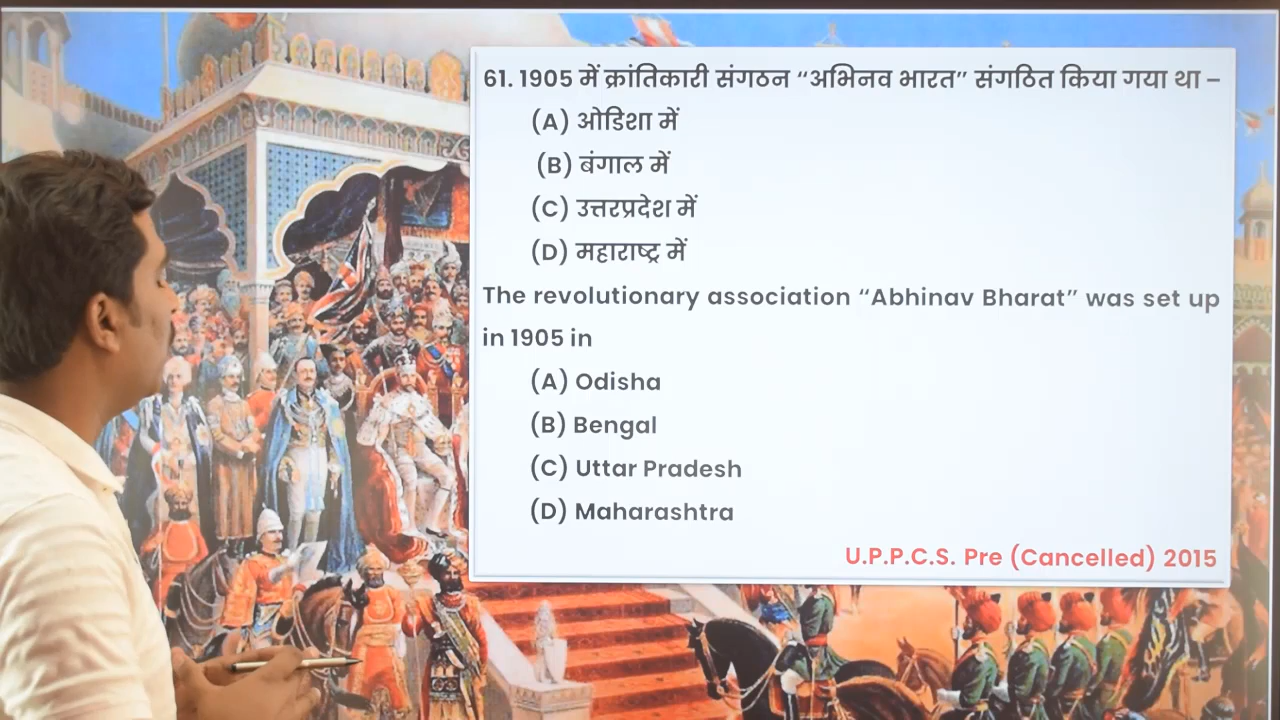 61. 1905 में क्रांतिकारी संगठन “अभिनव भारत” संगठित किया गया था –
(A) ओडिशा में
(B) बंगाल में
(C) उत्तरप्रदेश में
(D) महाराष्ट्र में
The revolutionary association “Abhinav Bharat” was set up
in 1905 in
(A) Odisha
(B) Bengal
(C) Uttar Pradesh
(D) Maharashtra
U.P.P.C.S. Pre (Cancelled) 2015